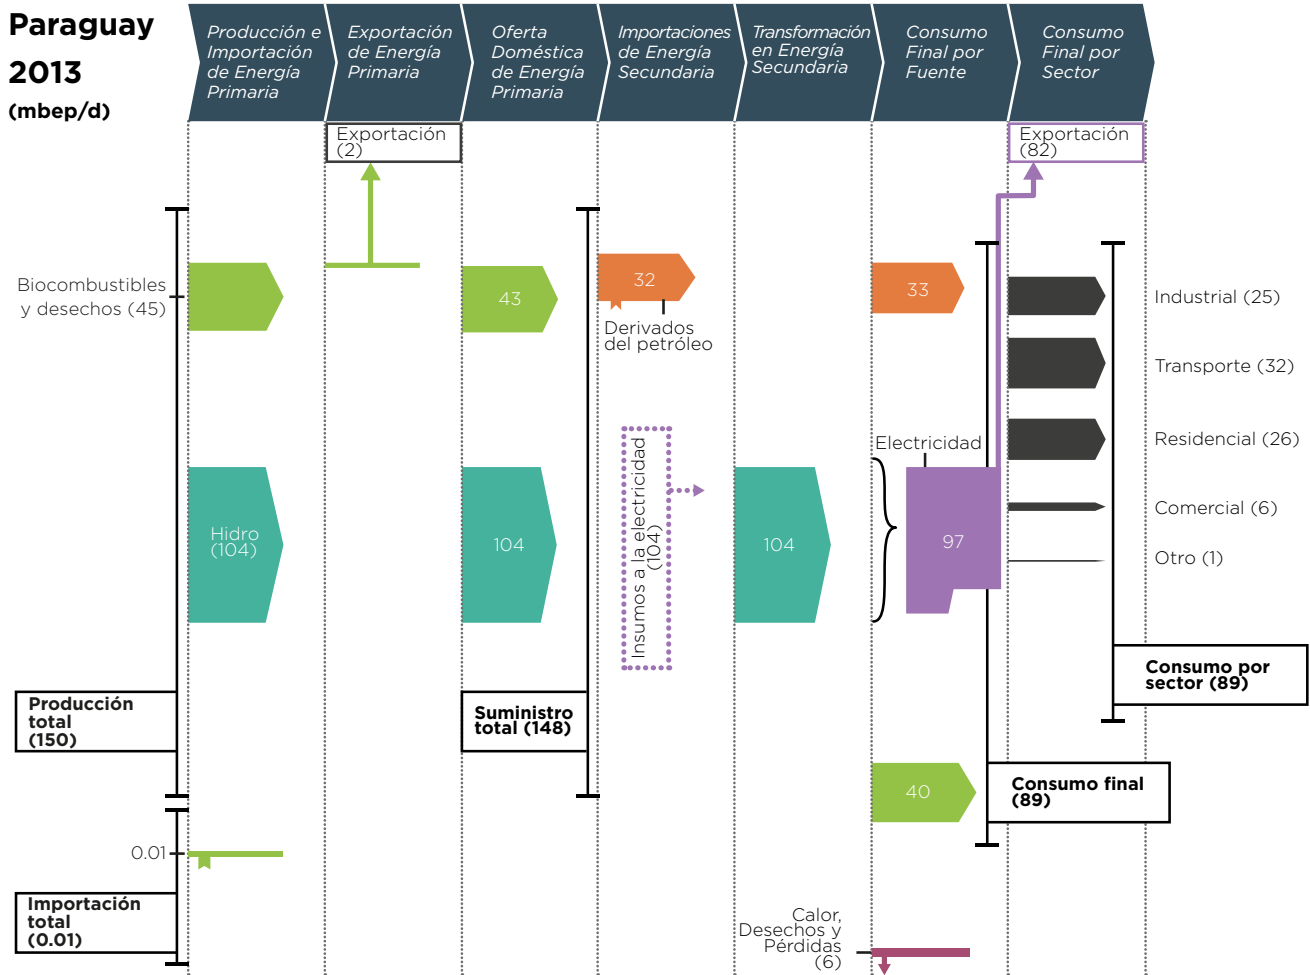 Paraguay
2013
(mbep/d)
Producción e
Importación
de Energía
Primaria
Exportación
de Energía
Primaria
Oferta
Doméstica
de Energía
Primaria
Importaciones
de Energía
Secundaria
Transformación
en Energía
Secundaria
Consumo
Final por
Fuente
Consumo
Final por
Sector
Exportación
(2)
Exportación
(82)
Biocombustibles
y desechos (45)
43
32
Derivados
del petróleo
33
Industrial (25)
Transporte (32)
Residencial (26)
Comercial (6)
Otro (1)
Electricidad
Hidro
(104)
104
Insumos a la electricidad
(104)
104
97
Consumo por
sector (89)
Producción
total
(150)
Suministro
total (148)
40
Consumo final
(89)
0.01
Importación
total
(0.01)
Calor,
Desechos y
Pérdidas
(6)